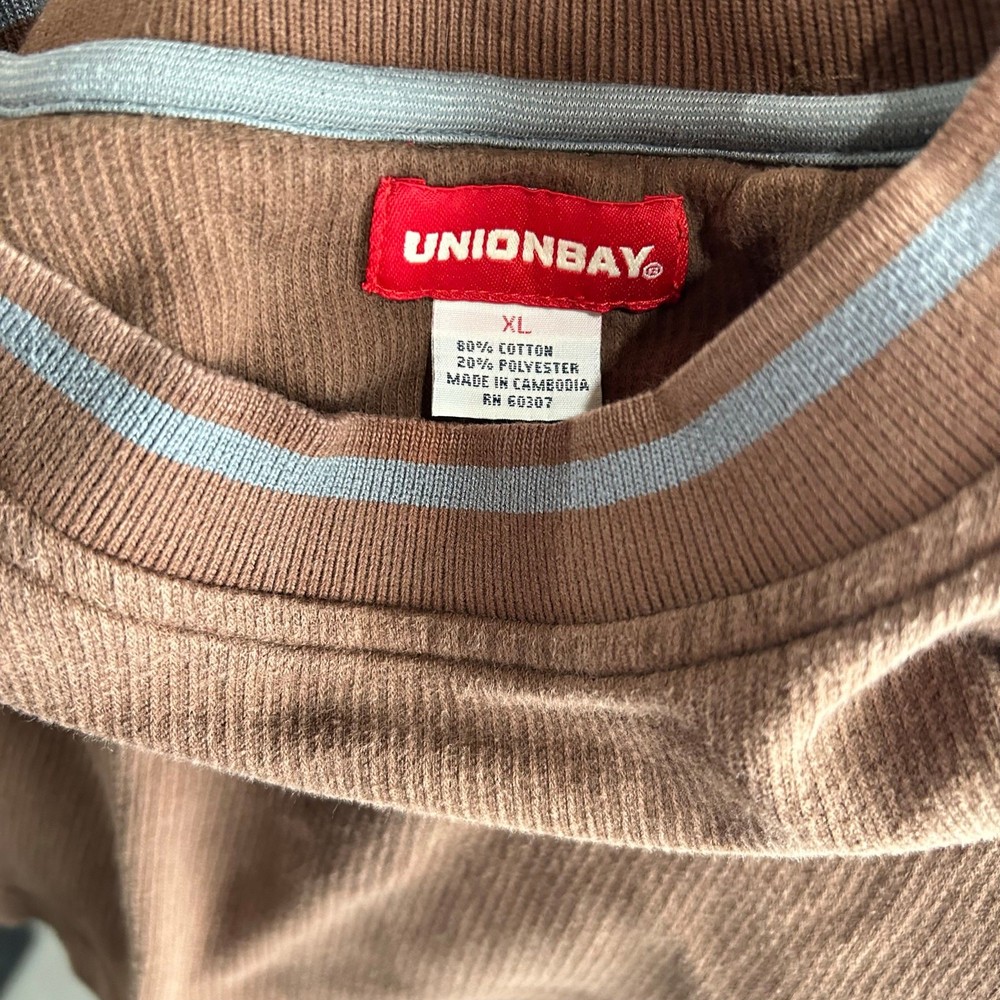 UNIONBAY®
XL
80% COTTON
20% POLYESTER
MADE IN CAMBODIA
RN 60307